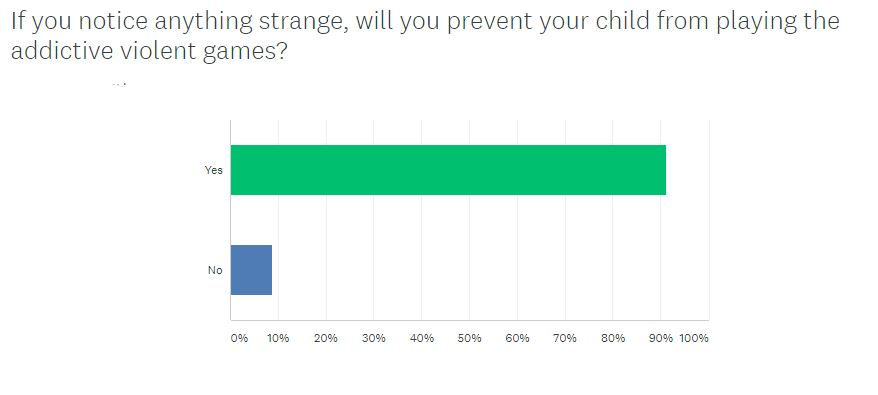 If you notice anything strange, will you prevent your child from playing the
addictive violent games?
Yes
No
0% 10% 20% 30% 40% 50% 60% 70% 80% 90% 100%